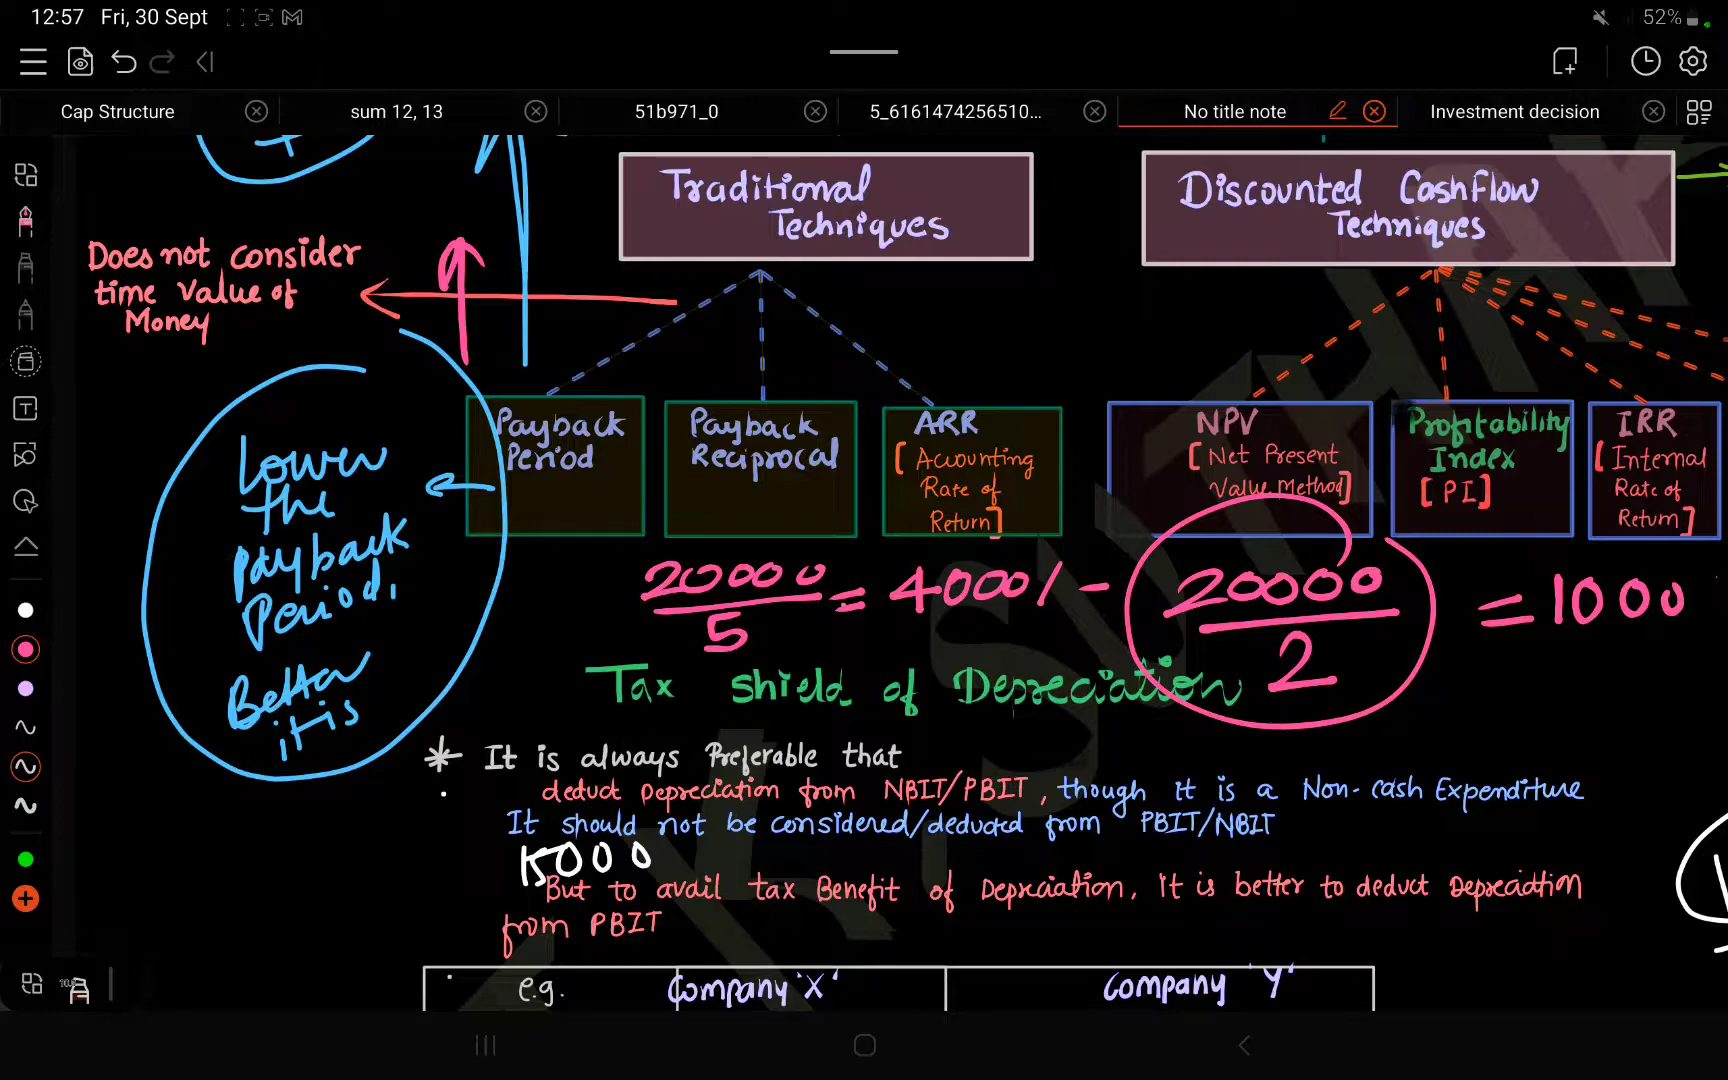 12:57 Fri, 30 Sept
52%
Cap Structure
sum 12, 13
51b971_0
5_6161474256510...
No title note
Investment decision
Traditional
Techniques
Discounted Cashflow
Techniques
Does not consider
time value of
Money
Payback
Period
Payback
Reciprocal
ARR
[Accounting
Rate of
Return]
NPV
[Net Present
Value Method]
Profitability
Index
[PI]
IRR
[Internal
Rate of
Return]
Lower
the
Payback
Period,
Better
it is
20000/5 = 4000/-
20000/2 = 1000
Tax shield of Depreciation
* It is always Preferable that
deduct Depreciation from NBIT/PBIT, though it is a Non-cash Expenditure
It should not be considered/deducted from PBIT/NBIT
15000
But to avail tax Benefit of Depreciation, It is better to deduct Depreciation
from PBIT
e.g. Company 'X' Company 'Y'